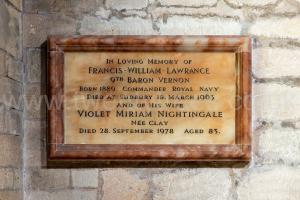 In Loving Memory of
Francis William Lawrance
9th Baron Vernon
Born 1889 Commander Royal Navy
Died at Sudbury 18. March 1963
And of His Wife
Violet Miriam Nightingale
née Clay
Died 28. September 1978 Aged 83.